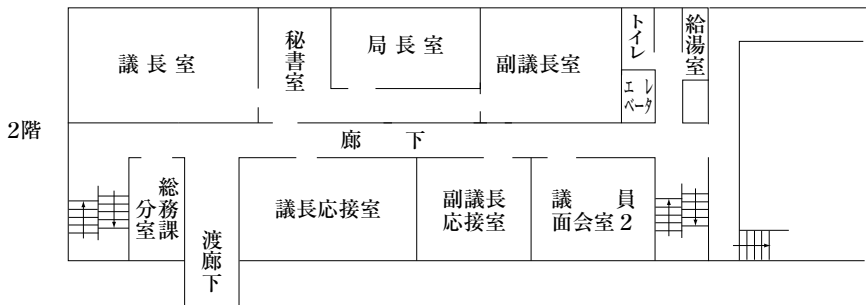 2階
議長室
秘書室
局長室
副議長室
トイレ
エレ
ベータ
給湯室
廊下
総務課
分室
渡廊下
議長応接室
副議長
応接室
議員
面会室2